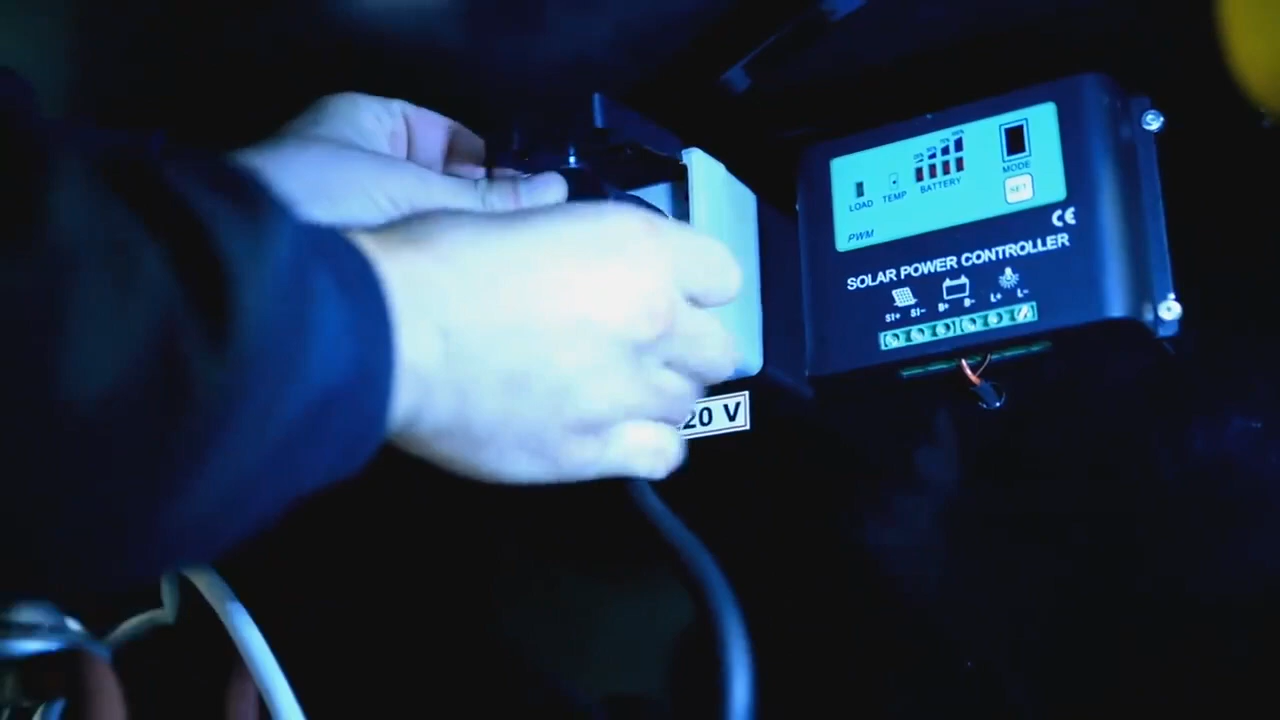 25% 50% 75% 100%
LOAD TEMP BATTERY MODE
SET
PWM
CE
SOLAR POWER CONTROLLER
S1+ S1- B+ B- L+ L-
20 V